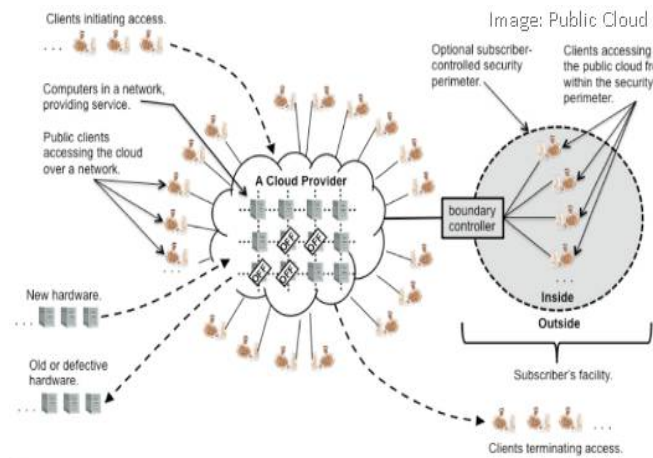 Image: Public Cloud
Clients initiating access.
. . .
Optional subscriber-
controlled security
perimeter.
Clients accessing
the public cloud fr
within the security
perimeter.
Computers in a network,
providing service.
Public clients
accessing the cloud
over a network.
. . .
A Cloud Provider
OFF
OFF
OFF
OFF
boundary
controller
. . .
Inside
Outside
New hardware.
. . .
Old or defective
hardware.
. . .
Subscriber's facility.
. . .
Clients terminating access.